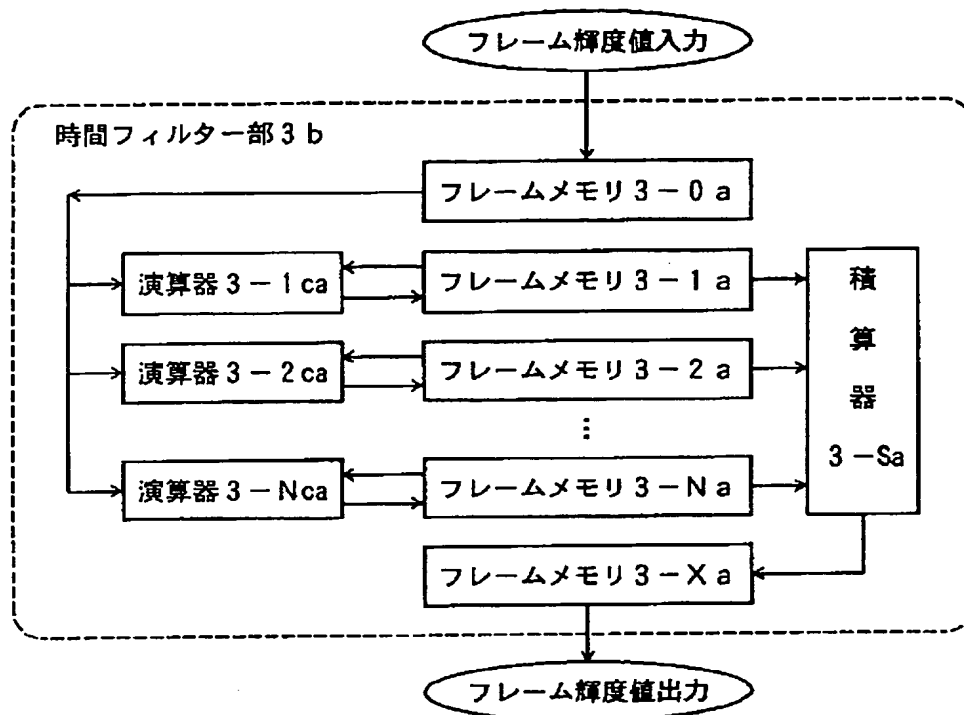 フレーム輝度値入力
時間フィルター部3b
フレームメモリ3-0a
演算器3-1ca
フレームメモリ3-1a
演算器3-2ca
フレームメモリ3-2a
⋮
演算器3-Nca
フレームメモリ3-Na
積算器3-Sa
フレームメモリ3-Xa
フレーム輝度値出力